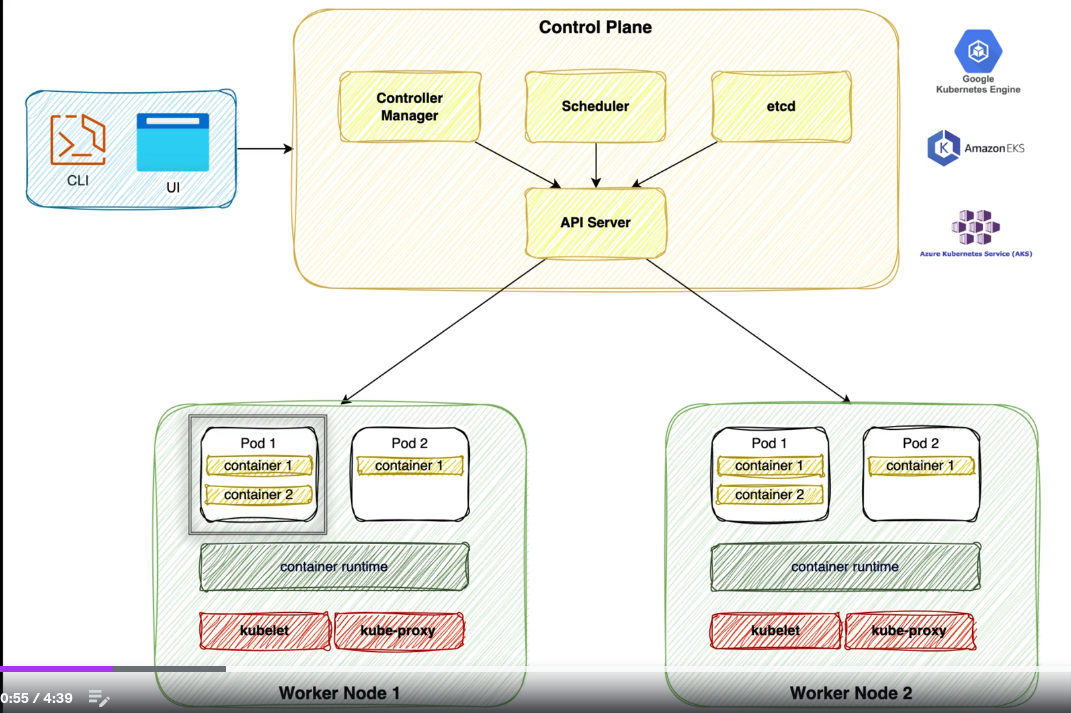 Control Plane
Controller
Manager
Scheduler
etcd
API Server
CLI
UI
Google
Kubernetes Engine
K
Amazon EKS
Azure Kubernetes Service (AKS)
Pod 1
container 1
container 2
Pod 2
container 1
container runtime
kubelet
kube-proxy
Worker Node 1
Pod 1
container 1
container 2
Pod 2
container 1
container runtime
kubelet
kube-proxy
Worker Node 2
0:55 / 4:39